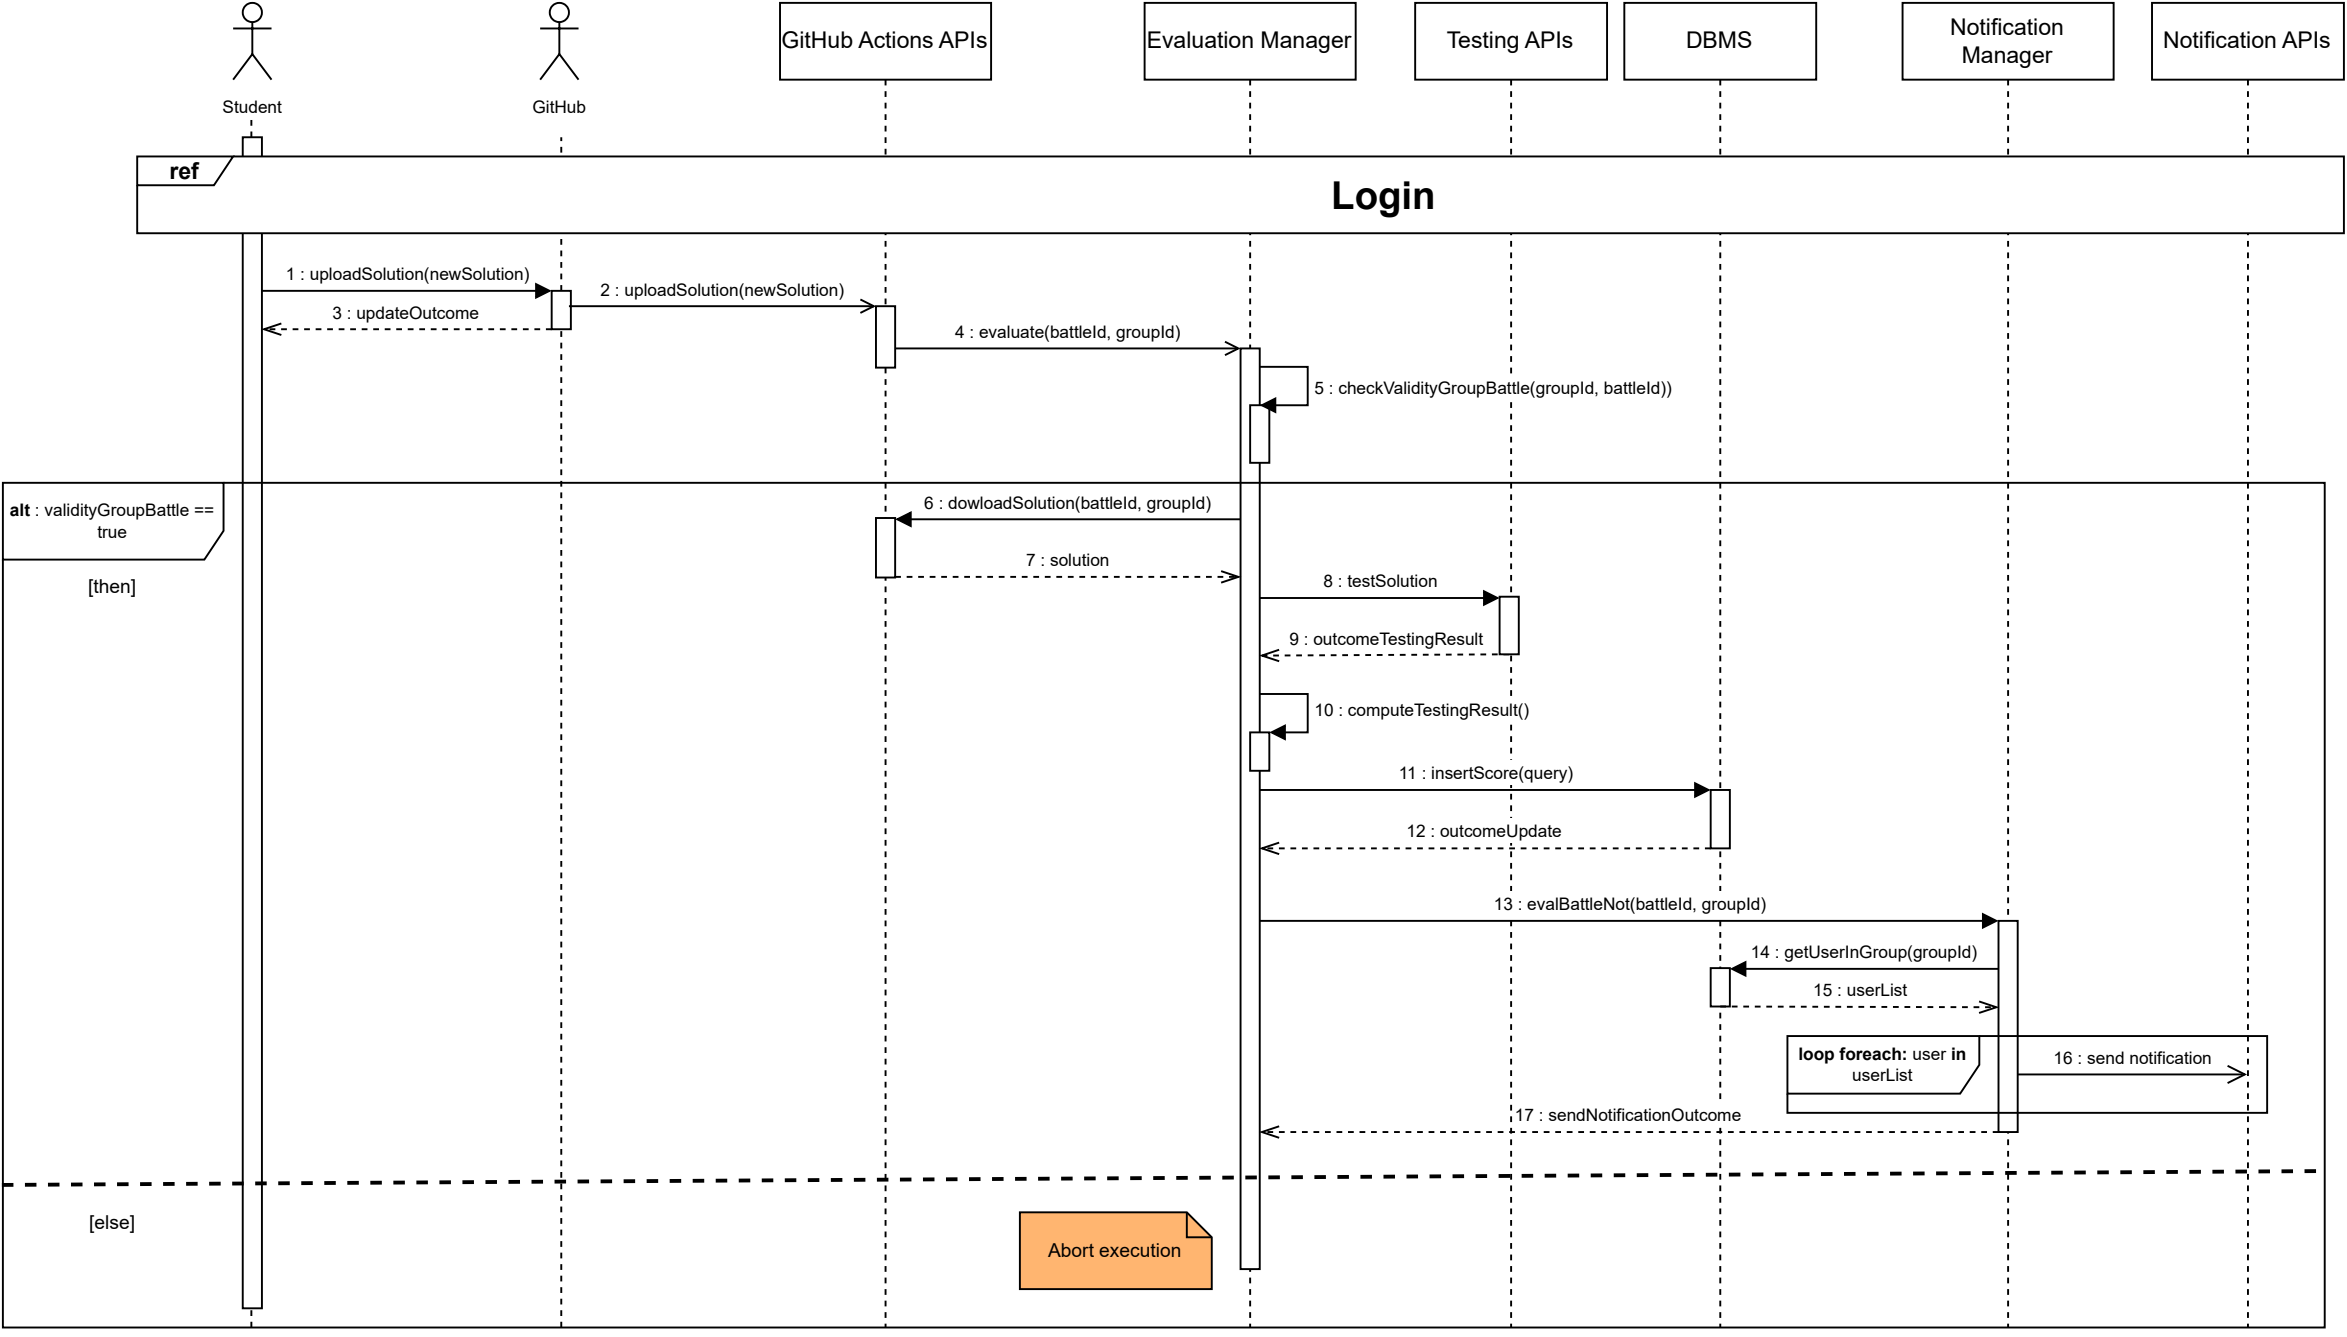 Student
GitHub
GitHub Actions APIs
Evaluation Manager
Testing APIs
DBMS
Notification
Manager
Notification APIs
ref
Login
1 : uploadSolution(newSolution)
2 : uploadSolution(newSolution)
3 : updateOutcome
4 : evaluate(battleId, groupId)
5 : checkValidityGroupBattle(groupId, battleId))
alt : validityGroupBattle ==
true
[then]
6 : dowloadSolution(battleId, groupId)
7 : solution
8 : testSolution
9 : outcomeTestingResult
10 : computeTestingResult()
11 : insertScore(query)
12 : outcomeUpdate
13 : evalBattleNot(battleId, groupId)
14 : getUserInGroup(groupId)
15 : userList
loop foreach: user in
userList
16 : send notification
17 : sendNotificationOutcome
[else]
Abort execution